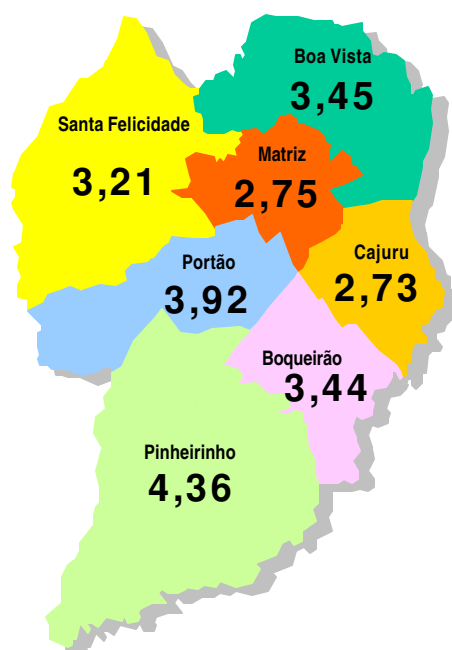 Boa Vista
3,45
Santa Felicidade
3,21
Matriz
2,75
Cajuru
2,73
Portão
3,92
Boqueirão
3,44
Pinheirinho
4,36